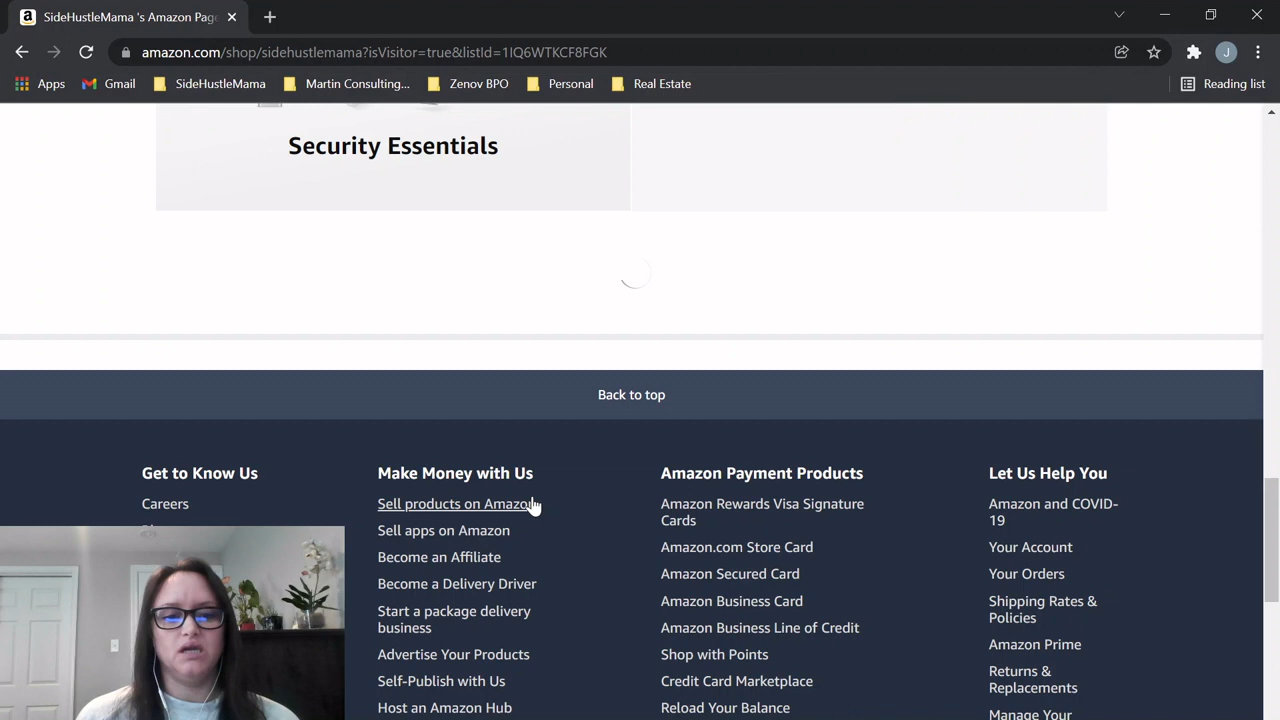 SideHustleMama 's Amazon Page
amazon.com/shop/sidehustlemama?isVisitor=true&listId=1IQ6WTKCF8FGK
J
Apps
Gmail
SideHustleMama
Martin Consulting...
Zenov BPO
Personal
Real Estate
Reading list
Security Essentials
Back to top
Get to Know Us
Careers
Make Money with Us
Sell products on Amazon
Sell apps on Amazon
Become an Affiliate
Become a Delivery Driver
Start a package delivery
business
Advertise Your Products
Self-Publish with Us
Host an Amazon Hub
Amazon Payment Products
Amazon Rewards Visa Signature
Cards
Amazon.com Store Card
Amazon Secured Card
Amazon Business Card
Amazon Business Line of Credit
Shop with Points
Credit Card Marketplace
Reload Your Balance
Let Us Help You
Amazon and COVID-
19
Your Account
Your Orders
Shipping Rates &
Policies
Amazon Prime
Returns &
Replacements
Manage Your